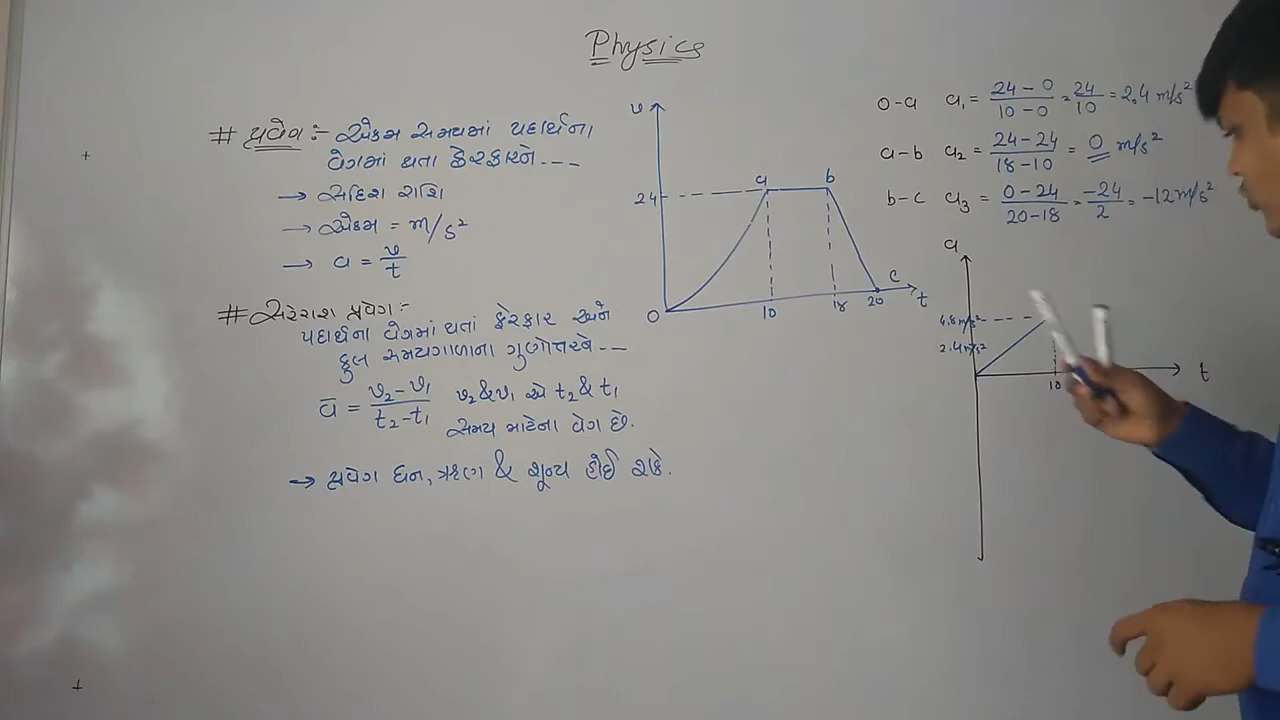 Physics
# પ્રવેગ :- એકમ સમયમાં પદાર્થના
વેગમાં થતા ફેરફારને ---
→ સદિશ રાશિ
→ એકમ = m/s²
→ a = v/t
# સરેરાશ પ્રવેગ :-
પદાર્થના વેગમાં થતાં ફેરફાર અને
કુલ સમયગાળાના ગુણોત્તરને ---
a̅ = v₂-v₁/t₂-t₁ v₂&v₁ એ t₂ & t₁
સમય માટેના વેગ છે.
→ પ્રવેગ ધન, ઋણ & શૂન્ય હોઈ શકે.
v
24
a b
c
O 10 18 20 t
0-a a₁ = 24-0/10-0 = 24/10 = 2.4 m/s²
a-b a₂ = 24-24/18-10 = 0 m/s²
b-c a₃ = 0-24/20-18 = -24/2 = -12 m/s²
a
4.8 m/s²
2.4 m/s²
10
t